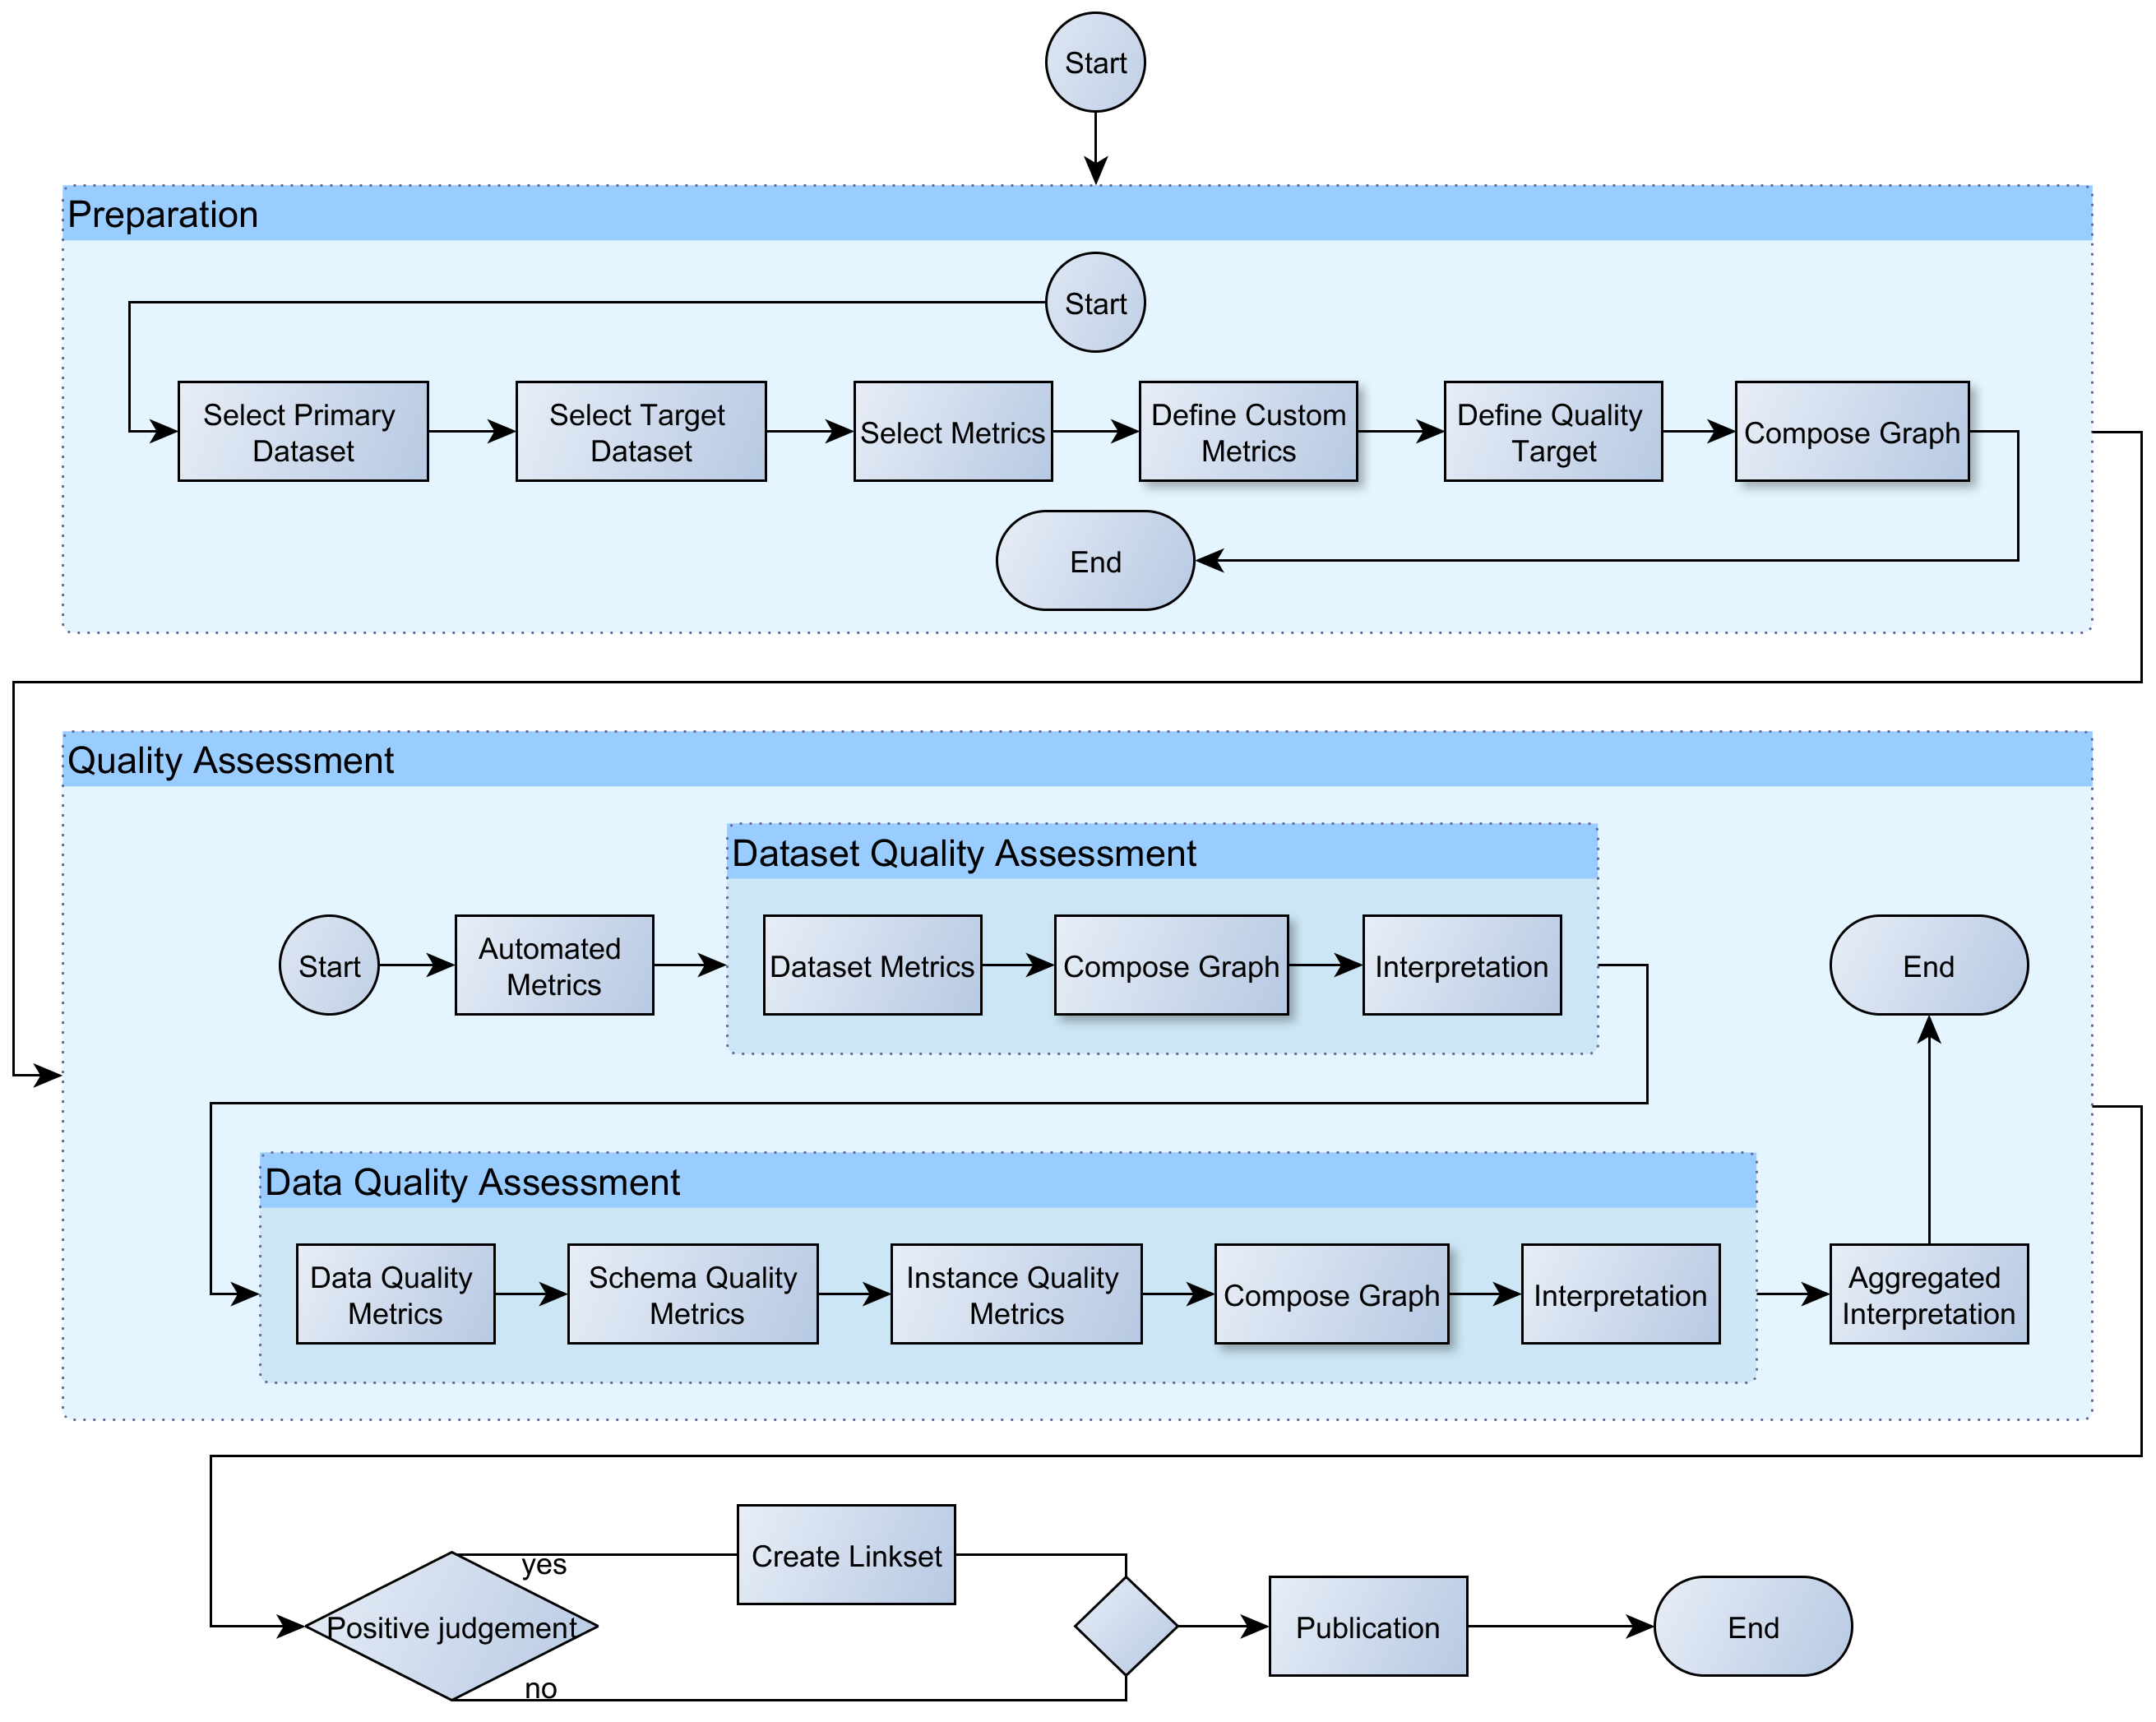 Start
Preparation
Start
Select Primary
Dataset
Select Target
Dataset
Select Metrics
Define Custom
Metrics
Define Quality
Target
Compose Graph
End
Quality Assessment
Dataset Quality Assessment
Start
Automated
Metrics
Dataset Metrics
Compose Graph
Interpretation
End
Data Quality Assessment
Data Quality
Metrics
Schema Quality
Metrics
Instance Quality
Metrics
Compose Graph
Interpretation
Aggregated
Interpretation
Positive judgement
yes
no
Create Linkset
Publication
End